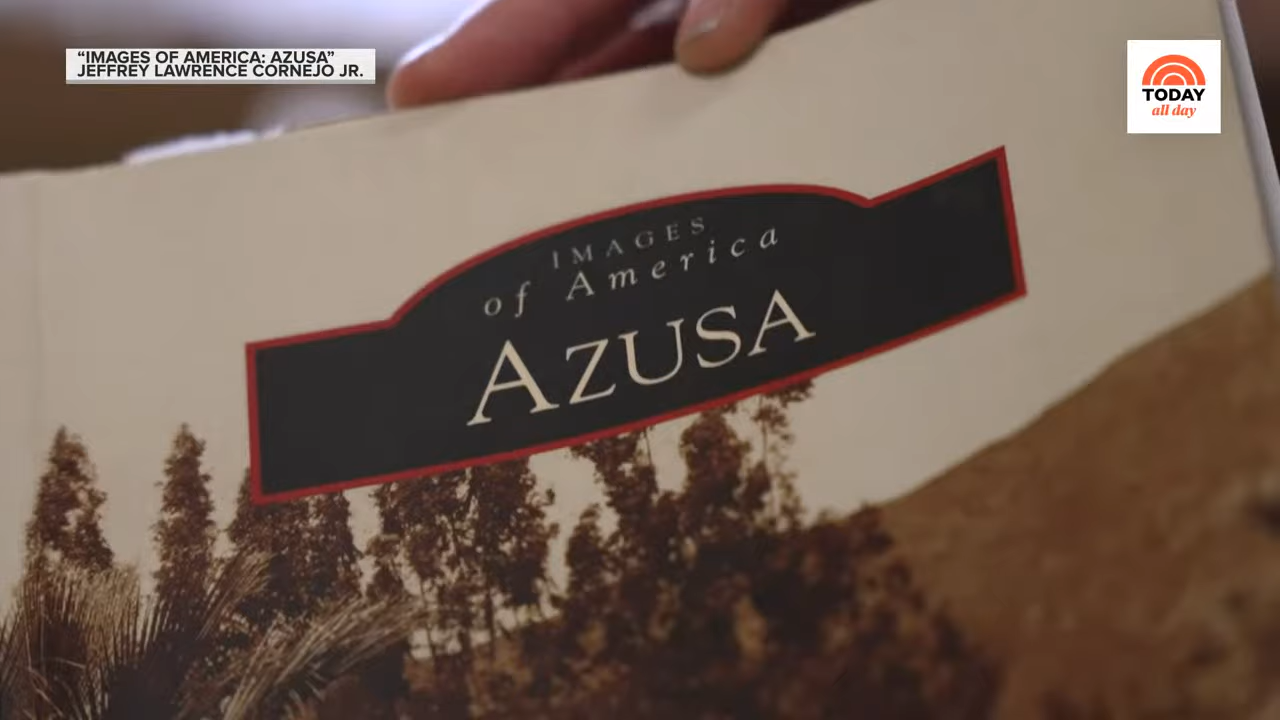 “IMAGES OF AMERICA: AZUSA”
JEFFREY LAWRENCE CORNEJO JR.
TODAY
all day
IMAGES
of America
AZUSA